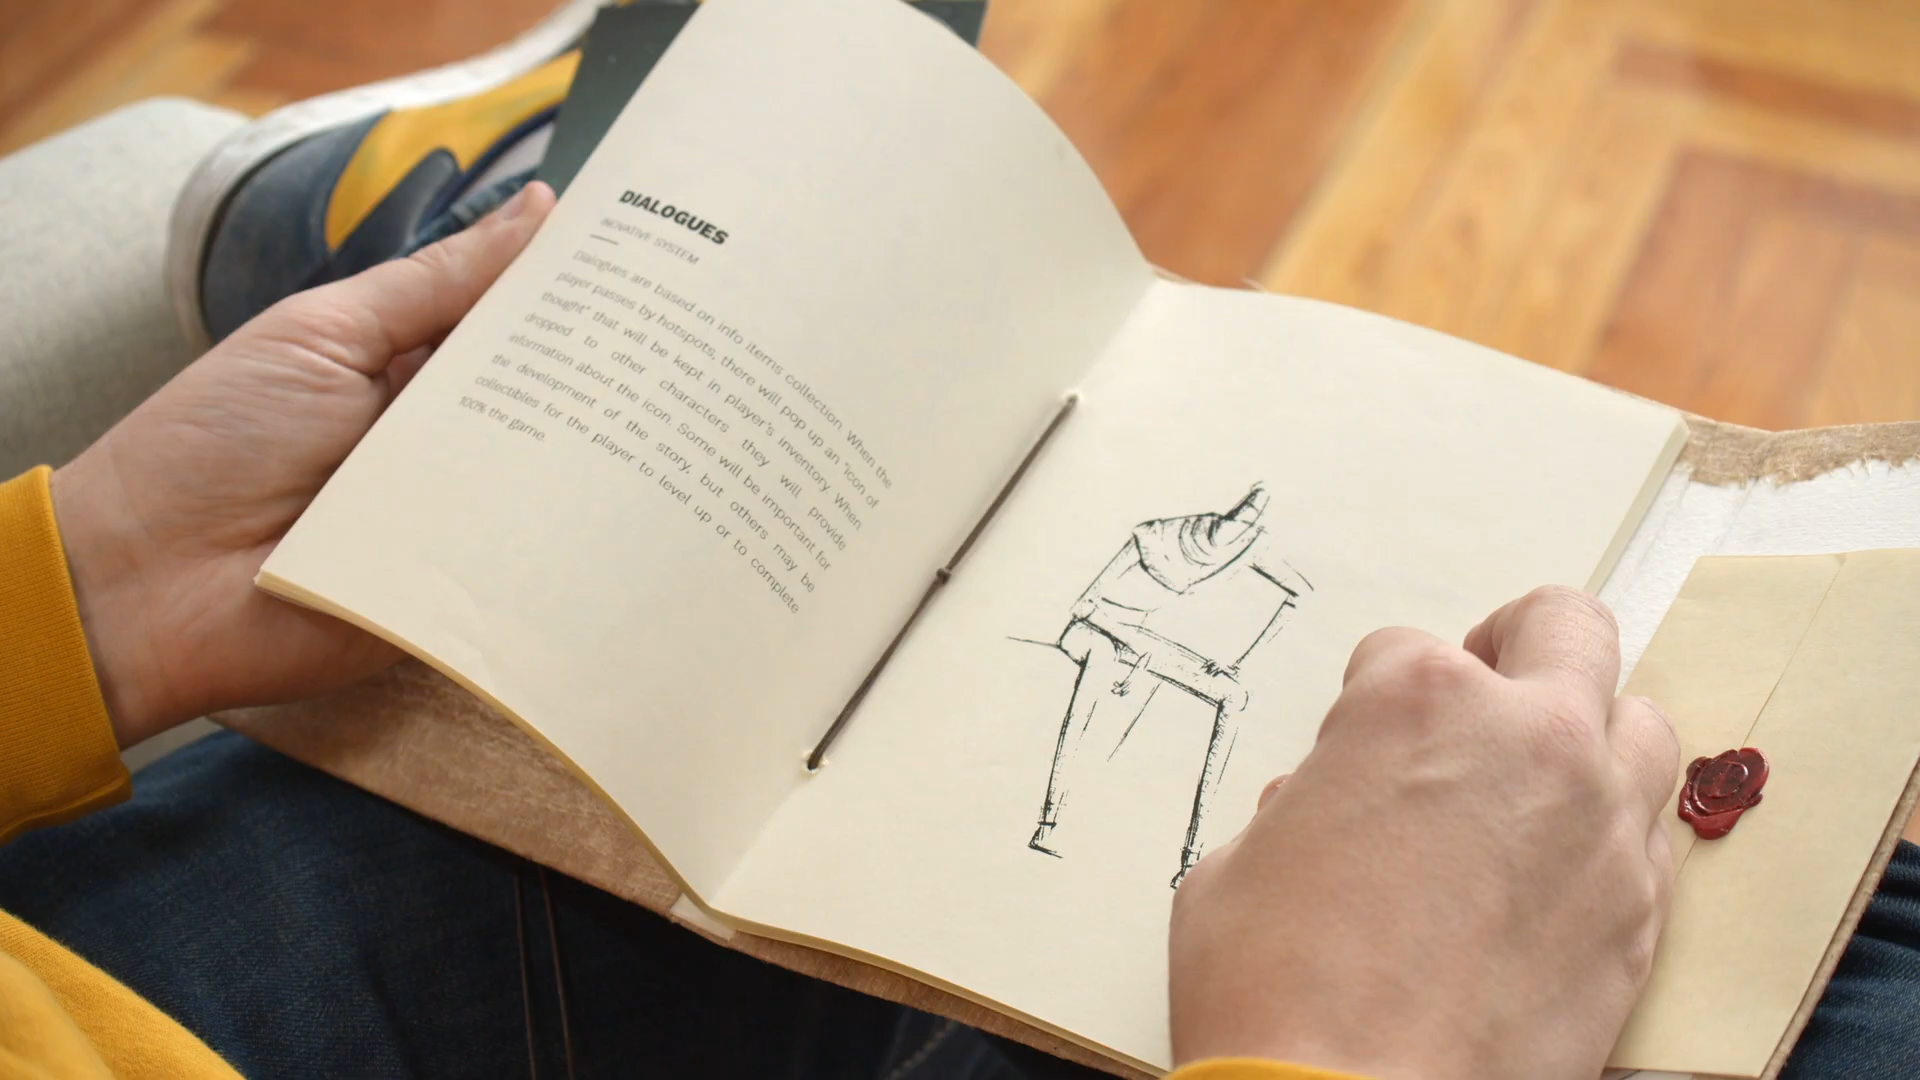 DIALOGUES
INOVATIVE SYSTEM
Dialogues are based on info items collection. When the
player passes by hotspots, there will pop up an "icon of
thought" that will be kept in player's inventory. When
dropped to other characters they will provide
information about the icon. Some will be important for
the development of the story, but others may be
collectibles for the player to level up or to complete
100% the game.